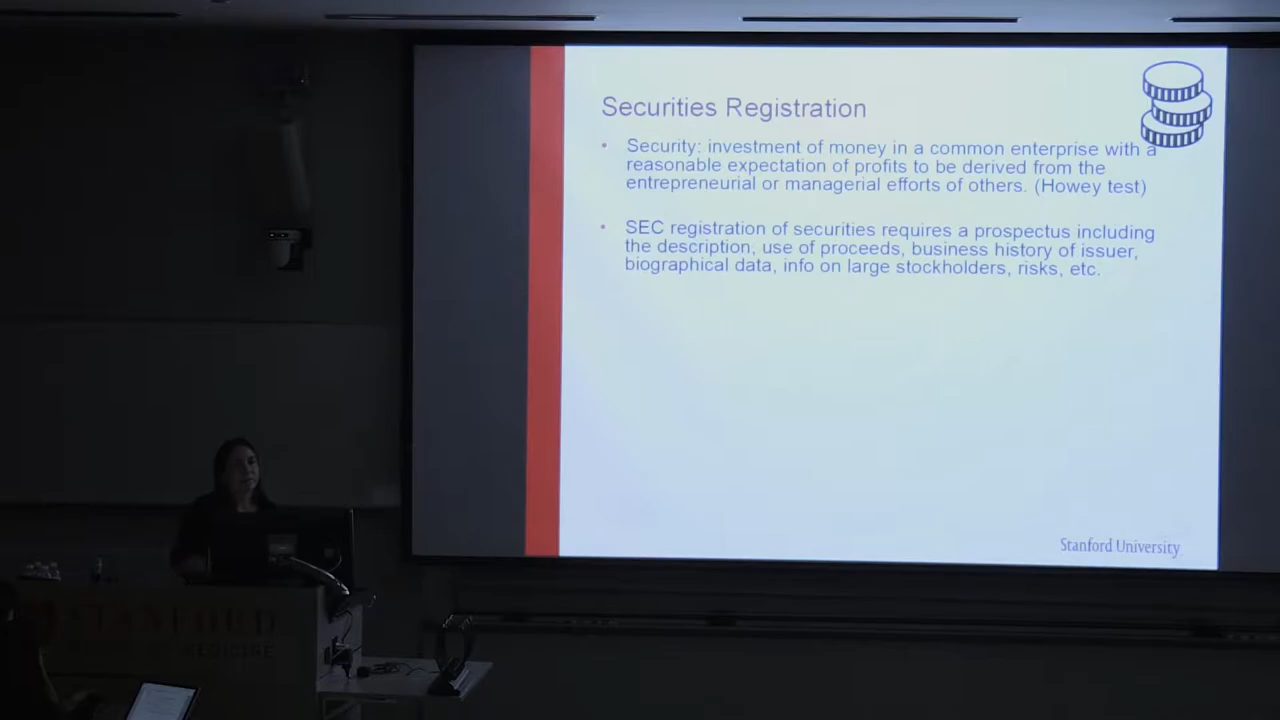 Securities Registration
• Security: investment of money in a common enterprise with a
reasonable expectation of profits to be derived from the
entrepreneurial or managerial efforts of others. (Howey test)
• SEC registration of securities requires a prospectus including
the description, use of proceeds, business history of issuer,
biographical data, info on large stockholders, risks, etc.
Stanford University
STANFORD
MEDICINE